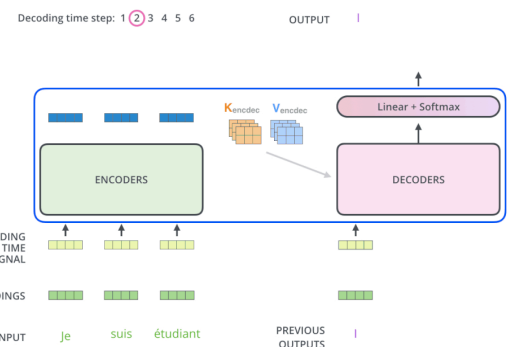 Decoding time step: 1 2 3 4 5 6
OUTPUT I
Kencdec Vencdec
Linear + Softmax
ENCODERS
DECODERS
DING
TIME
GNAL
INGS
NPUT Je suis étudiant
PREVIOUS
OUTPUTS
I